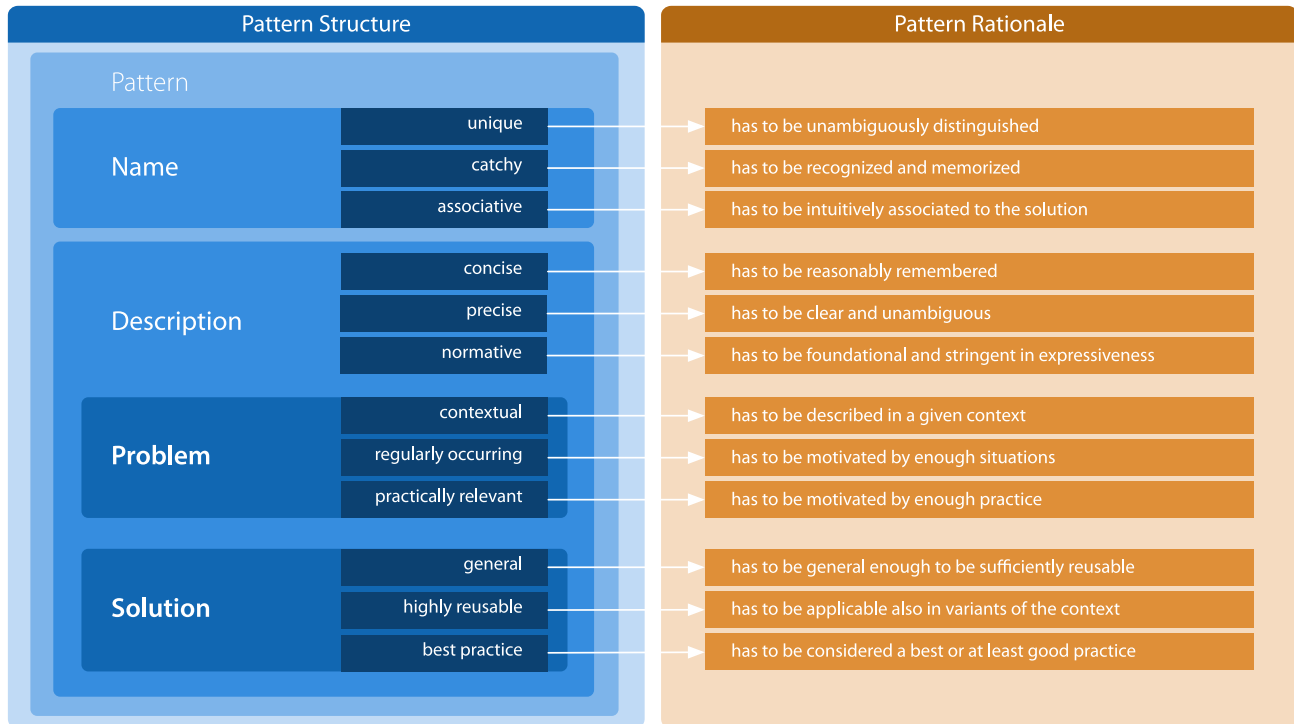 Pattern Structure
Pattern Rationale
Pattern
Name
unique
has to be unambiguously distinguished
catchy
has to be recognized and memorized
associative
has to be intuitively associated to the solution
Description
concise
has to be reasonably remembered
precise
has to be clear and unambiguous
normative
has to be foundational and stringent in expressiveness
Problem
contextual
has to be described in a given context
regularly occurring
has to be motivated by enough situations
practically relevant
has to be motivated by enough practice
Solution
general
has to be general enough to be sufficiently reusable
highly reusable
has to be applicable also in variants of the context
best practice
has to be considered a best or at least good practice